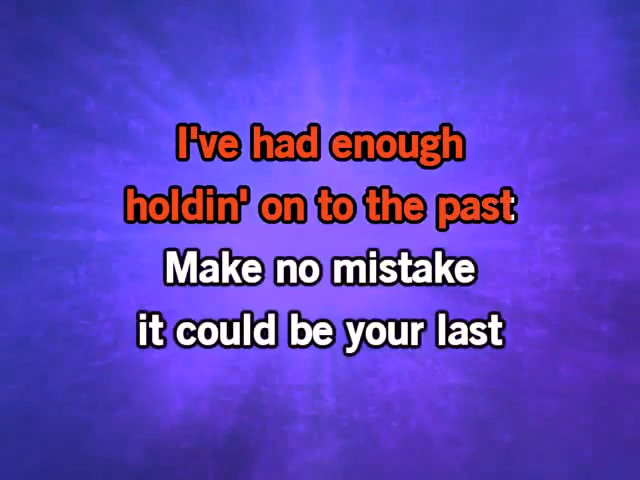 I've had enough
holdin' on to the past
Make no mistake
it could be your last